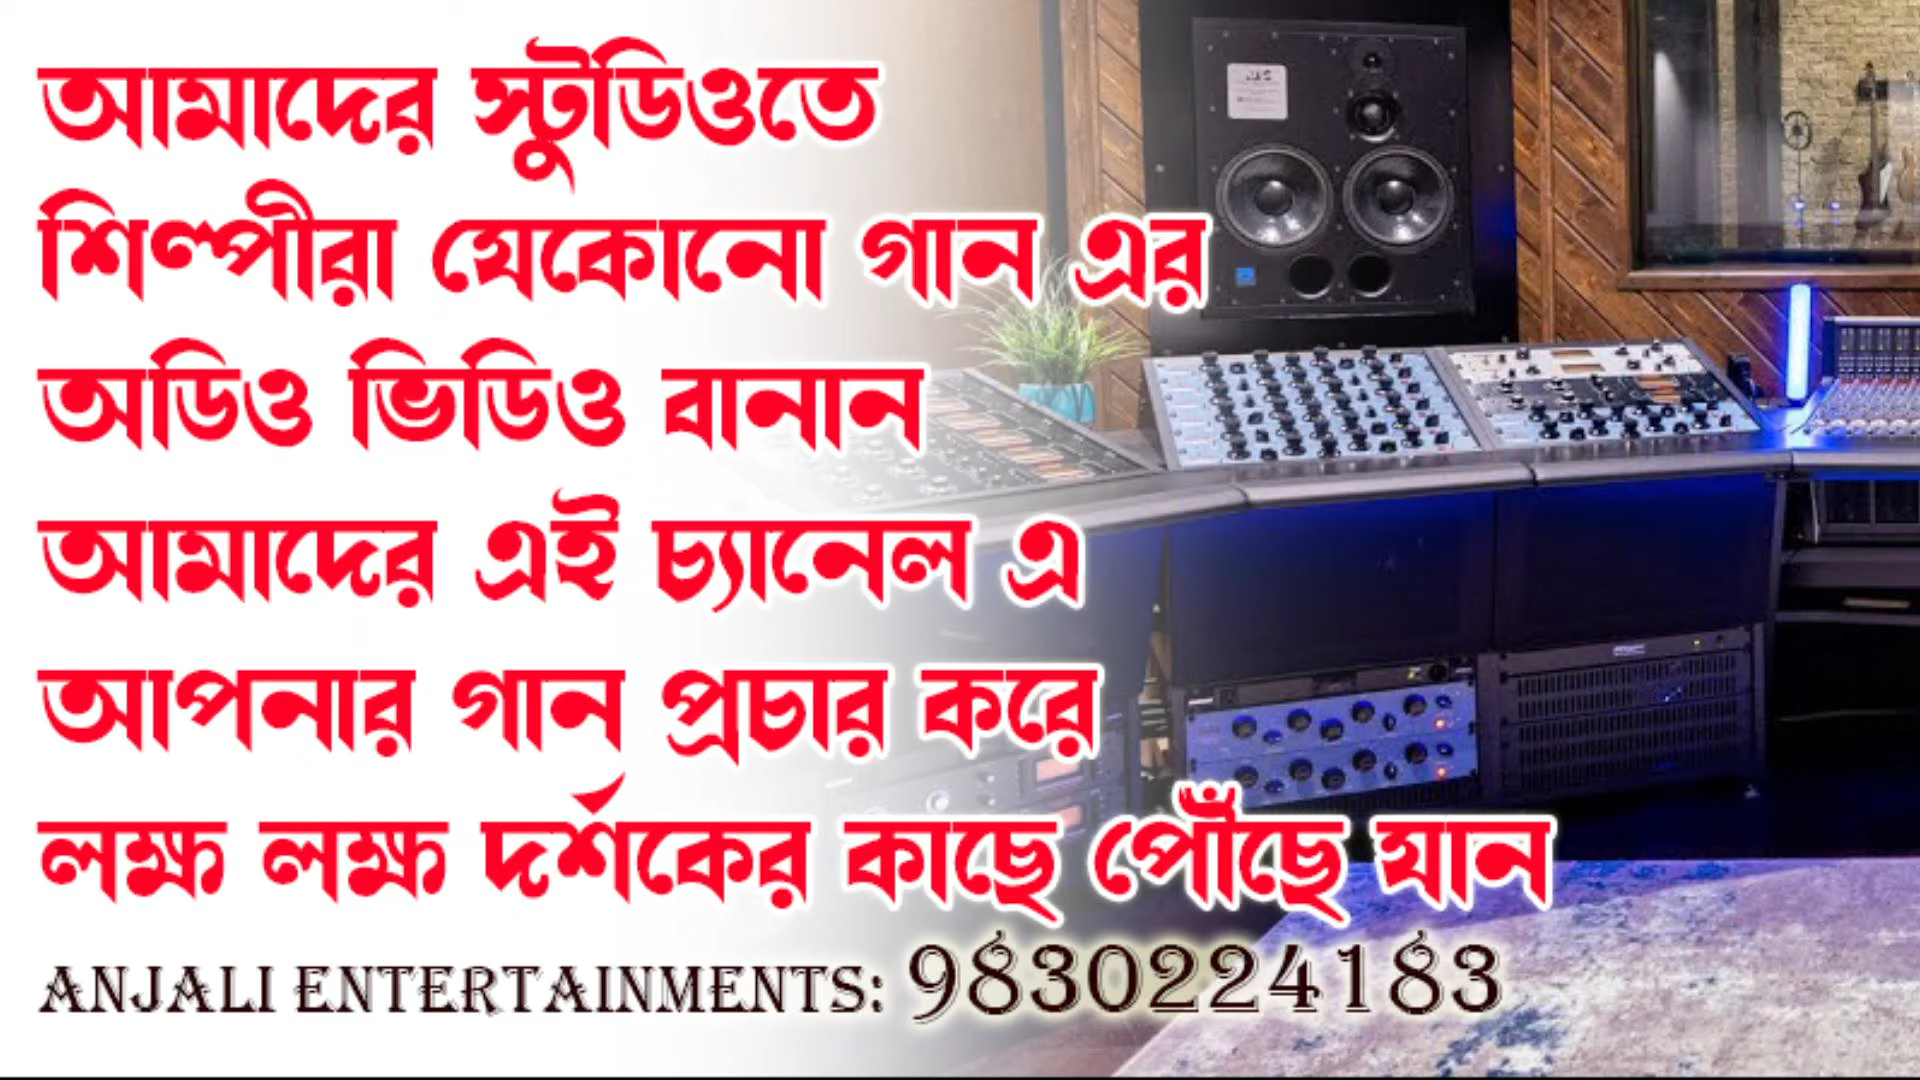 আমাদের স্টুডিওতে
শিল্পীরা যেকোনো গান এর
অডিও ভিডিও বানান
আমাদের এই চ্যানেল এ
আপনার গান প্রচার করে
লক্ষ লক্ষ দর্শকের কাছে পৌঁছে যান
ANJALI ENTERTAINMENTS: 9830224183